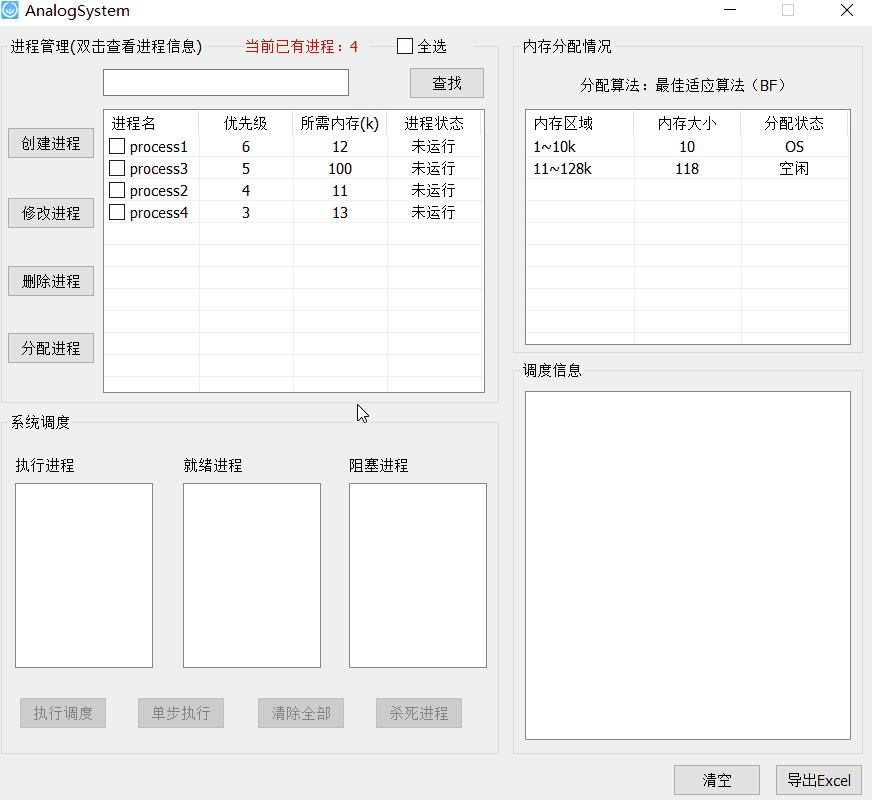 AnalogSystem
进程管理(双击查看进程信息)
当前已有进程：4
全选
查找
创建进程
修改进程
删除进程
分配进程
进程名 优先级 所需内存(k) 进程状态
process1 6 12 未运行
process3 5 100 未运行
process2 4 11 未运行
process4 3 13 未运行
内存分配情况
分配算法：最佳适应算法（BF）
内存区域 内存大小 分配状态
1~10k 10 OS
11~128k 118 空闲
系统调度
执行进程 就绪进程 阻塞进程
执行调度 单步执行 清除全部 杀死进程
调度信息
清空 导出Excel